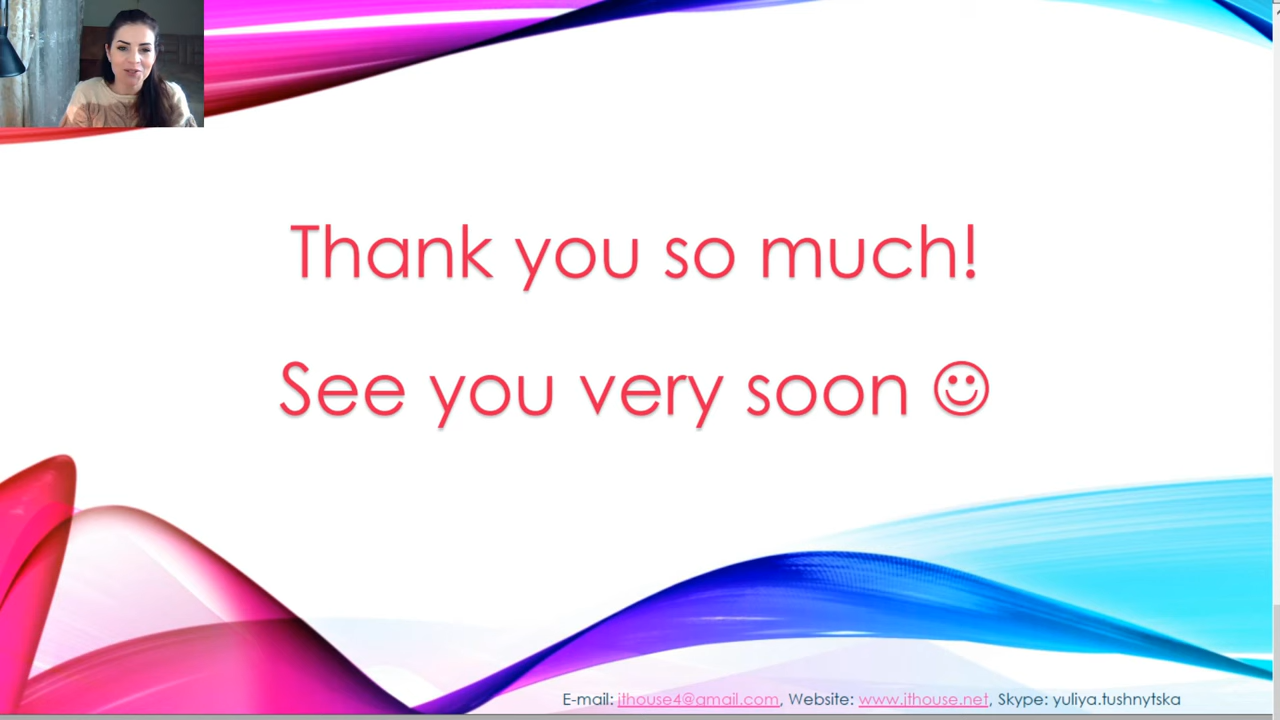 Thank you so much!
See you very soon ☺
E-mail: ithouse4@gmail.com, Website: www.ithouse.net, Skype: yuliya.tushnytska